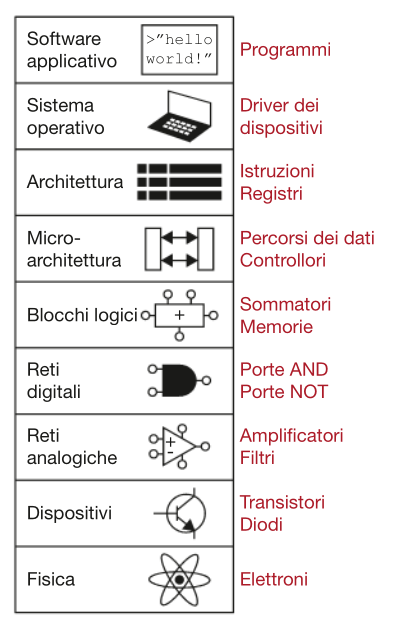 Software
applicativo
>”hello
world!”
Programmi
Sistema
operativo
Driver dei
dispositivi
Architettura
Istruzioni
Registri
Micro-
architettura
Percorsi dei dati
Controllori
Blocchi logici
+
Sommatori
Memorie
Reti
digitali
Porte AND
Porte NOT
Reti
analogiche
+
-
Amplificatori
Filtri
Dispositivi
Transistori
Diodi
Fisica
Elettroni